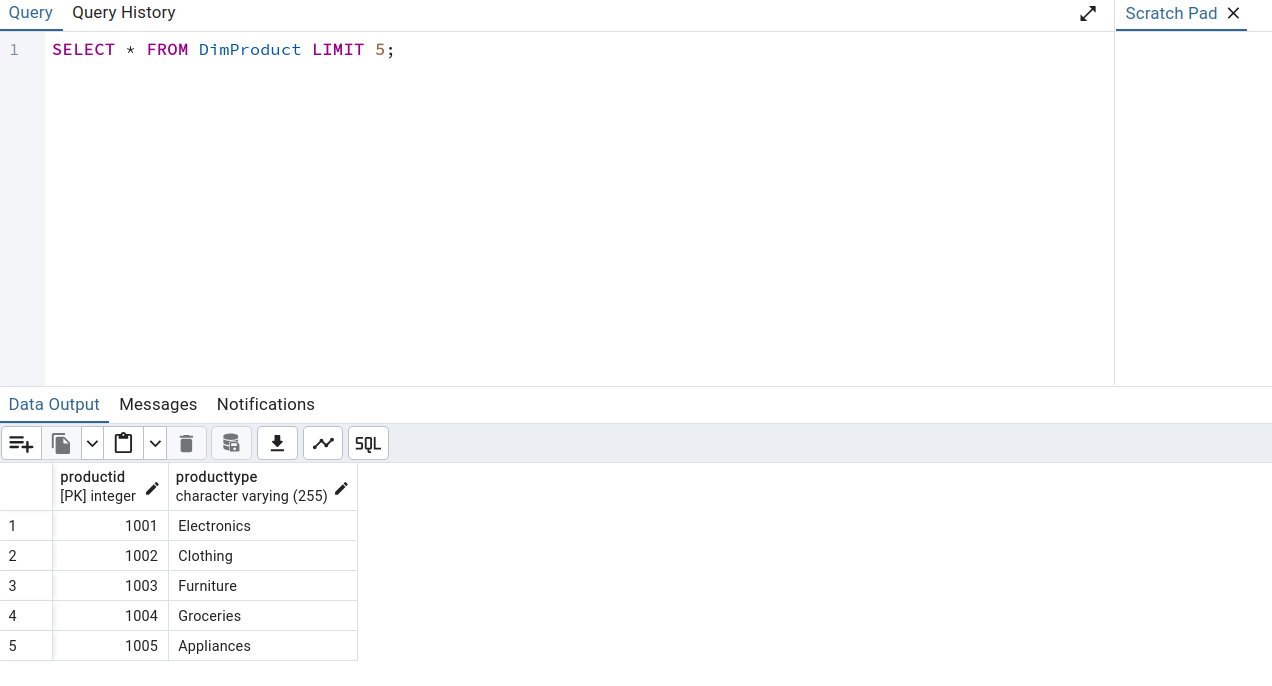 Query Query History Scratch Pad
1 SELECT * FROM DimProduct LIMIT 5;
Data Output Messages Notifications
SQL
productid producttype
[PK] integer character varying (255)
1 1001 Electronics
2 1002 Clothing
3 1003 Furniture
4 1004 Groceries
5 1005 Appliances